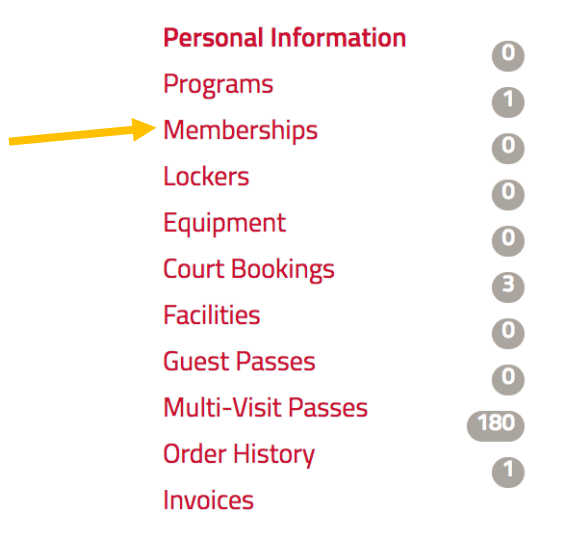 Personal Information
0
Programs
1
Memberships
0
Lockers
0
Equipment
0
Court Bookings
3
Facilities
0
Guest Passes
0
Multi-Visit Passes
180
Order History
1
Invoices